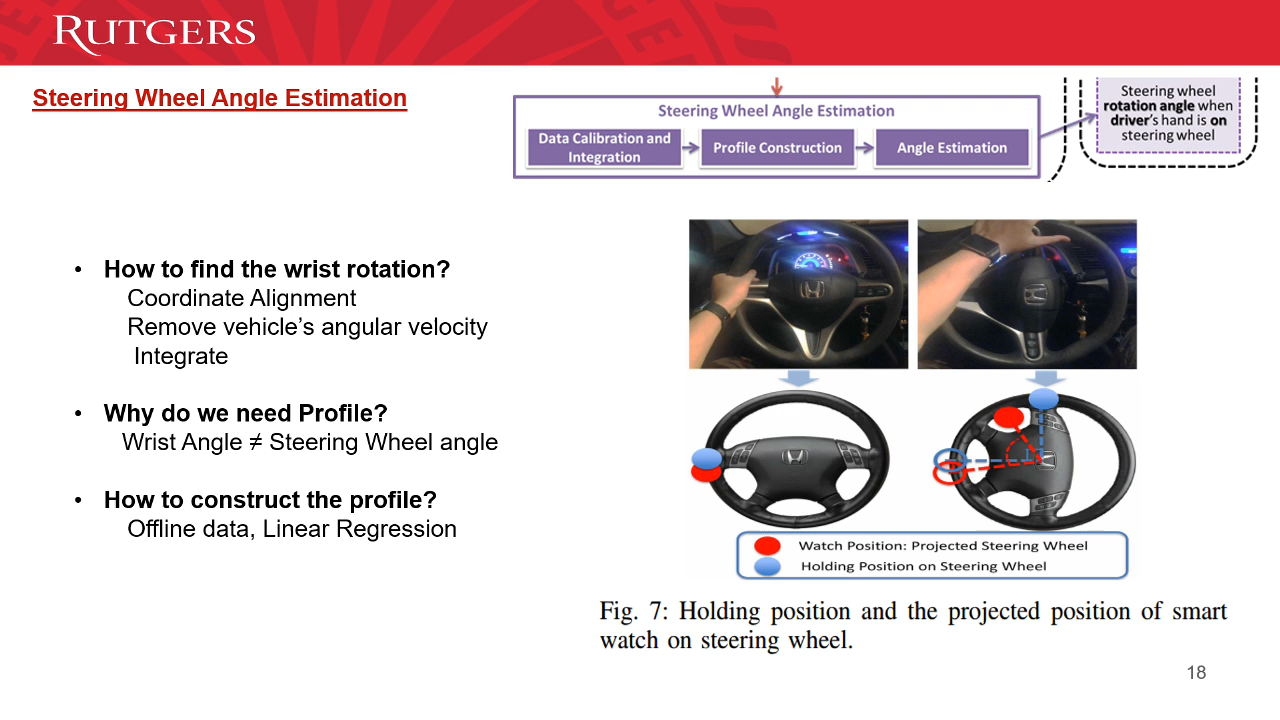 RUTGERS
Steering Wheel Angle Estimation
Steering Wheel Angle Estimation
Data Calibration and
Integration
Profile Construction
Angle Estimation
Steering wheel
rotation angle when
driver's hand is on
steering wheel
• How to find the wrist rotation?
Coordinate Alignment
Remove vehicle’s angular velocity
Integrate
• Why do we need Profile?
Wrist Angle ≠ Steering Wheel angle
• How to construct the profile?
Offline data, Linear Regression
Watch Position: Projected Steering Wheel
Holding Position on Steering Wheel
Fig. 7: Holding position and the projected position of smart
watch on steering wheel.
18